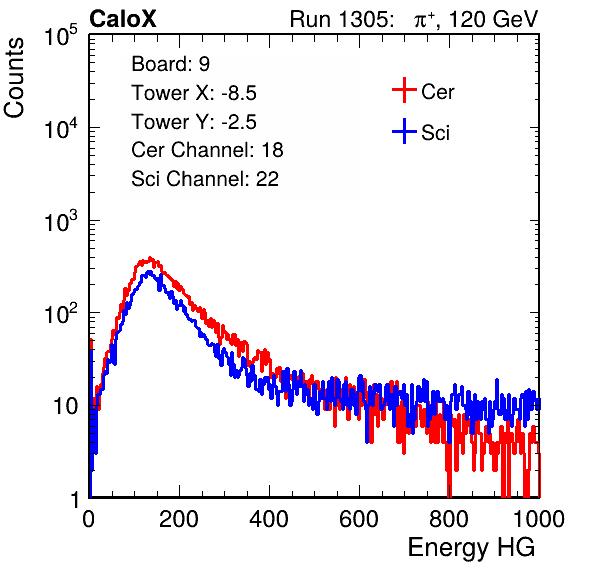 CaloX Run 1305: π⁺, 120 GeV
Counts
10⁵
10⁴
10³
10²
10
1
Board: 9
Tower X: -8.5
Tower Y: -2.5
Cer Channel: 18
Sci Channel: 22
Cer
Sci
0 200 400 600 800 1000
Energy HG